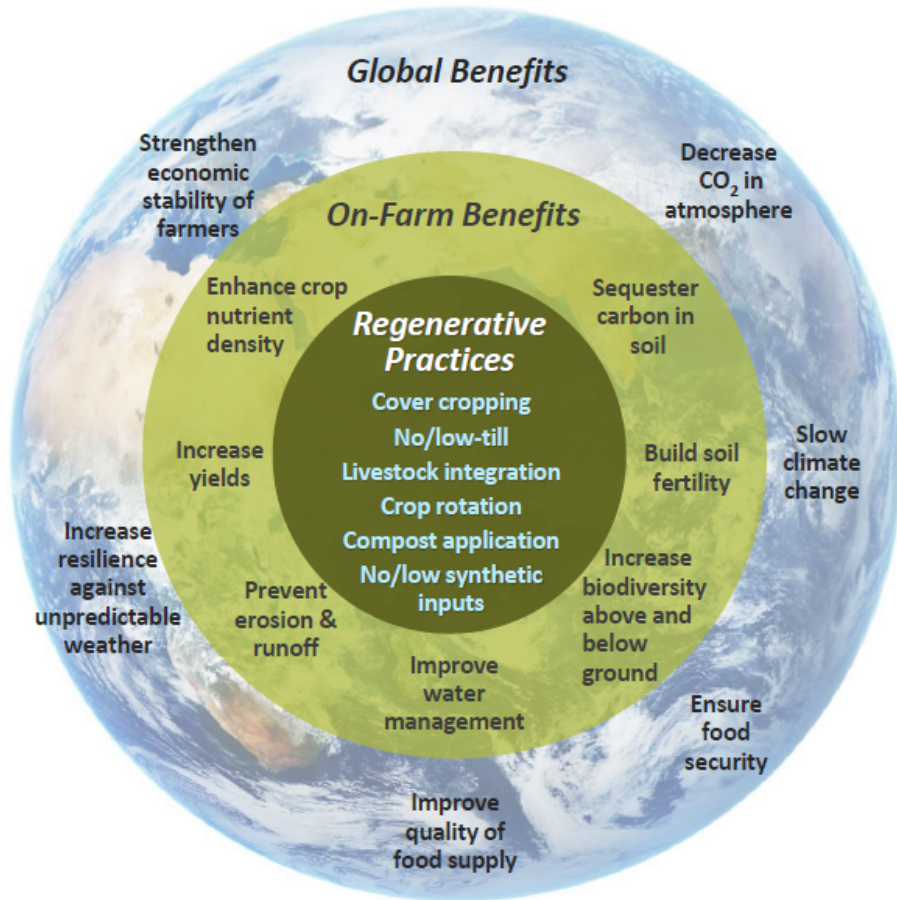 Global Benefits
Strengthen
economic
stability of
farmers
Decrease
CO₂ in
atmosphere
On-Farm Benefits
Enhance crop
nutrient
density
Sequester
carbon in
soil
Regenerative
Practices
Cover cropping
No/low-till
Livestock integration
Crop rotation
Compost application
No/low synthetic
inputs
Increase
yields
Build soil
fertility
Slow
climate
change
Increase
resilience
against
unpredictable
weather
Prevent
erosion &
runoff
Increase
biodiversity
above and
below
ground
Improve
water
management
Ensure
food
security
Improve
quality of
food supply